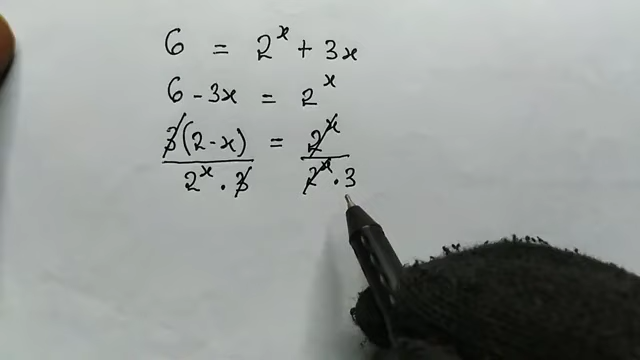 6 = 2^x + 3x
6 - 3x = 2^x
3(2-x) / 2^x · 3 = 2^x / 2^x · 3